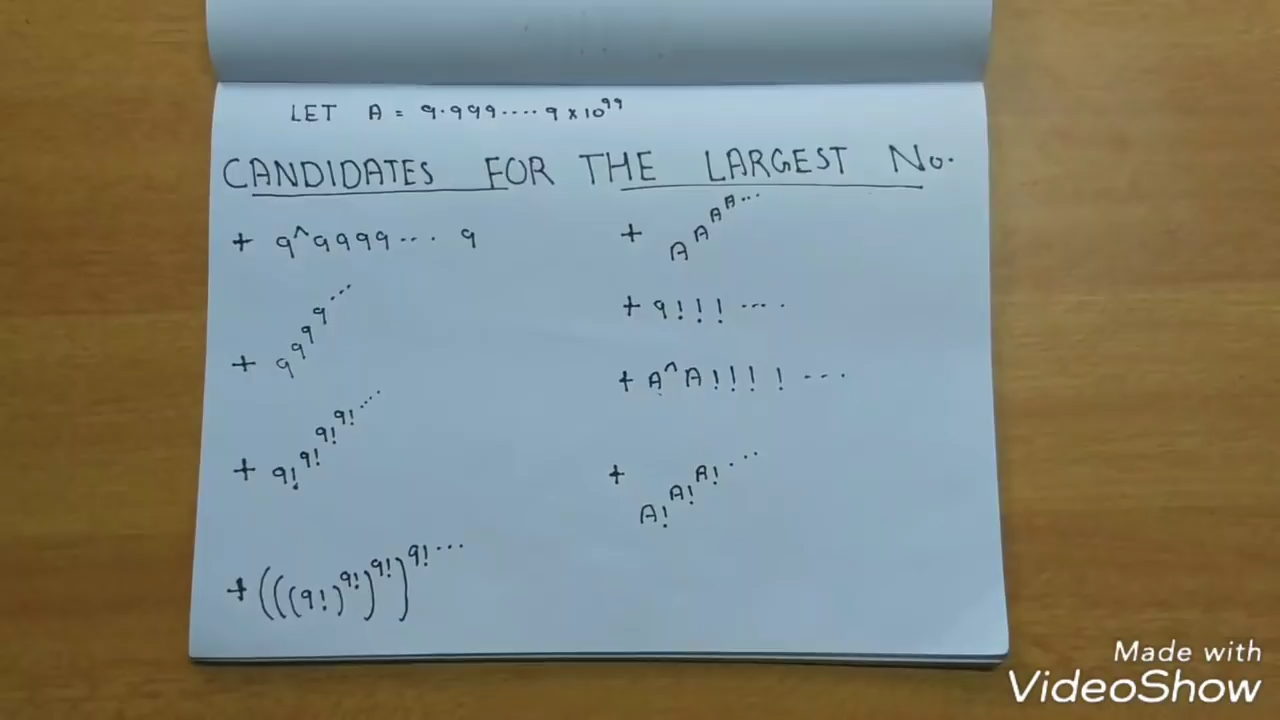 LET A = 9.999....9 x 10^99
CANDIDATES FOR THE LARGEST No.
+ 9^9999... 9
+ 9^9^9^9^...
+ 9!^9!^9!^9!^....
+ (((9!)^9!)^9!)^9!...
+ A^A^A^A^...
+ 9!!! ....
+ A^A!!!! ...
+ A!^A!^A!^...
Made with
VideoShow